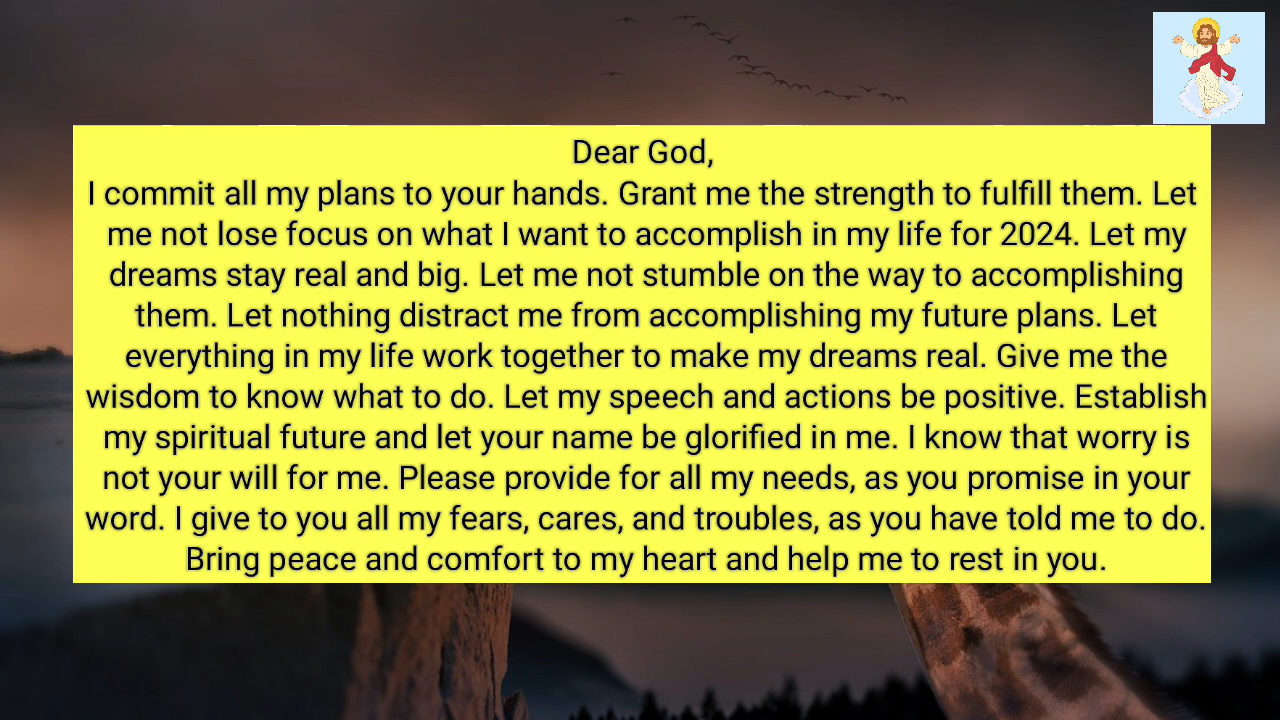 Dear God,
I commit all my plans to your hands. Grant me the strength to fulfill them. Let
me not lose focus on what I want to accomplish in my life for 2024. Let my
dreams stay real and big. Let me not stumble on the way to accomplishing
them. Let nothing distract me from accomplishing my future plans. Let
everything in my life work together to make my dreams real. Give me the
wisdom to know what to do. Let my speech and actions be positive. Establish
my spiritual future and let your name be glorified in me. I know that worry is
not your will for me. Please provide for all my needs, as you promise in your
word. I give to you all my fears, cares, and troubles, as you have told me to do.
Bring peace and comfort to my heart and help me to rest in you.